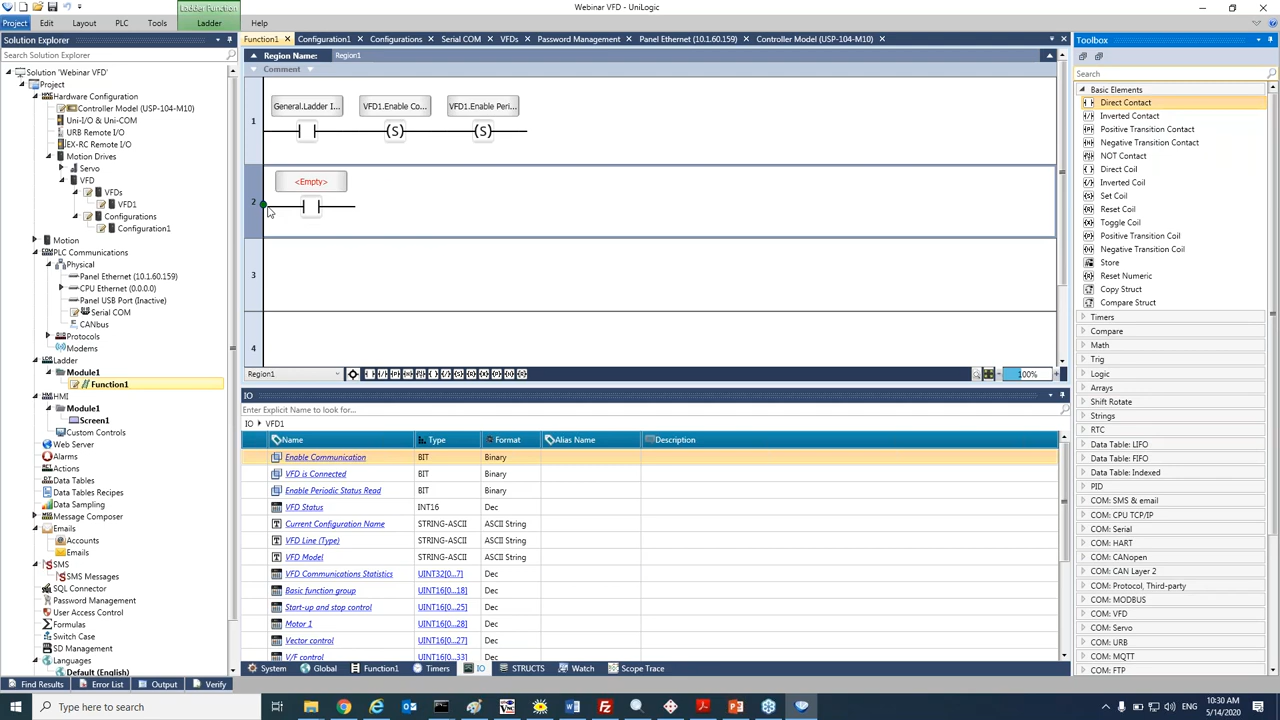 Ladder Function
Webinar VFD - UniLogic
Project
Edit
Layout
PLC
Tools
Ladder
Help
Solution Explorer
Search Solution Explorer
Solution 'Webinar VFD'
Project
Hardware Configuration
Controller Model (USP-104-M10)
Uni-I/O & Uni-COM
URB Remote I/O
EX-RC Remote I/O
Motion Drives
Servo
VFD
VFDs
VFD1
Configurations
Configuration1
Motion
PLC Communications
Physical
Panel Ethernet (10.1.60.159)
CPU Ethernet (0.0.0.0)
Panel USB Port (Inactive)
Serial COM
CANbus
Protocols
Modems
Ladder
Module1
Function1
HMI
Module1
Screen1
Custom Controls
Web Server
Alarms
Actions
Data Tables
Data Tables Recipes
Data Sampling
Message Composer
Emails
Accounts
Emails
SMS
SMS Messages
SQL Connector
Password Management
User Access Control
Formulas
Switch Case
SD Management
Languages
Default (English)
Find Results
Error List
Output
Verify
Function1
Configuration1
Configurations
Serial COM
VFDs
Password Management
Panel Ethernet (10.1.60.159)
Controller Model (USP-104-M10)
Region Name: Region1
Comment
1
General.Ladder I...
VFD1.Enable Co...
VFD1.Enable Peri...
(S)
(S)
2
<Empty>
3
4
Region1
100%
IO
Enter Explicit Name to look for...
IO VFD1
Name Type Format Alias Name Description
Enable Communication BIT Binary
VFD is Connected BIT Binary
Enable Periodic Status Read BIT Binary
VFD Status INT16 Dec
Current Configuration Name STRING-ASCII ASCII String
VFD Line (Type) STRING-ASCII ASCII String
VFD Model STRING-ASCII ASCII String
VFD Communications Statistics UINT32[0...7] Dec
Basic function group UINT16[0...18] Dec
Start-up and stop control UINT16[0...25] Dec
Motor 1 UINT16[0...23] Dec
Vector control UINT16[0...27] Dec
V/F control UINT16[0...33] Dec
System
Global
Function1
Timers
IO
STRUCTS
Watch
Scope Trace
Toolbox
Search
Basic Elements
Direct Contact
Inverted Contact
Positive Transition Contact
Negative Transition Contact
NOT Contact
Direct Coil
Inverted Coil
Set Coil
Reset Coil
Toggle Coil
Positive Transition Coil
Negative Transition Coil
Store
Reset Numeric
Copy Struct
Compare Struct
Timers
Compare
Math
Trig
Logic
Arrays
Shift Rotate
Strings
RTC
Data Table: LIFO
Data Table: FIFO
Data Table: Indexed
PID
COM: SMS & email
COM: CPU TCP/IP
COM: Serial
COM: HART
COM: CANopen
COM: CAN Layer 2
COM: Protocol, Third-party
COM: MODBUS
COM: VFD
COM: Servo
COM: URB
COM: MQTT
COM: FTP
Type here to search
10:30 AM
5/14/2020